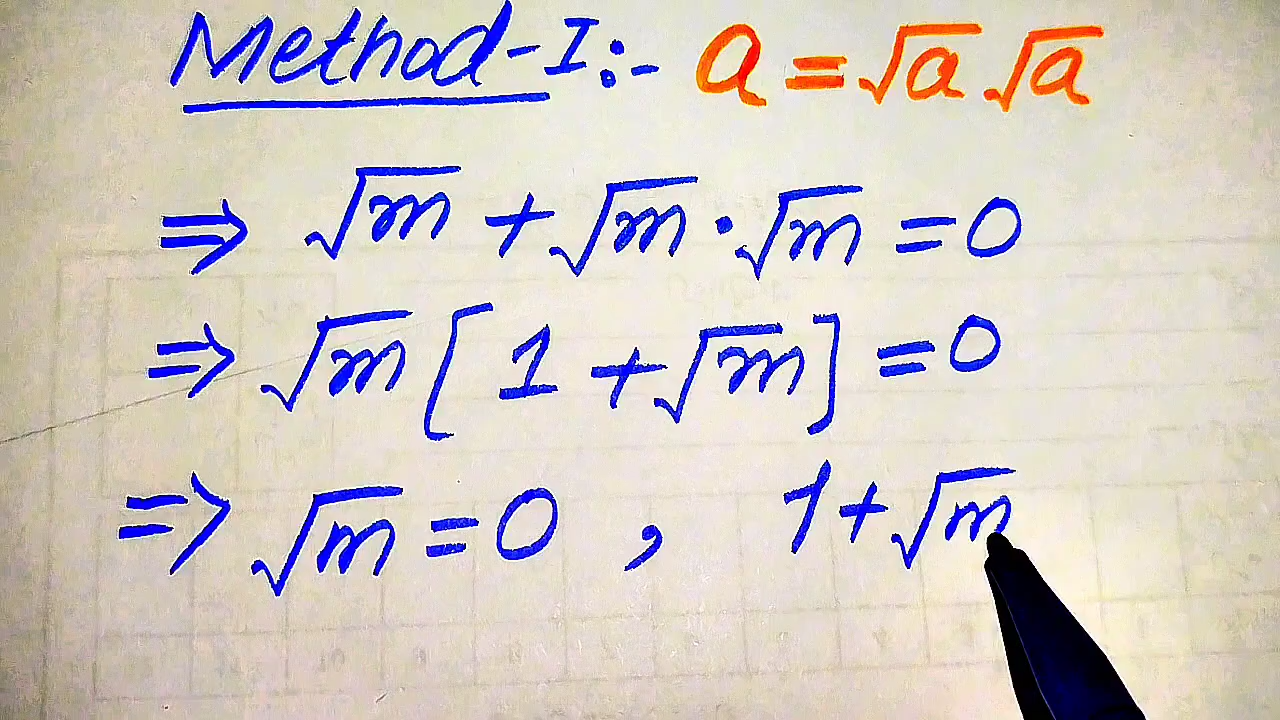 Method-I:- a = √a √a
⇒ √m + √m · √m = 0
⇒ √m [ 1 + √m ] = 0
⇒ √m = 0 , 1 + √m